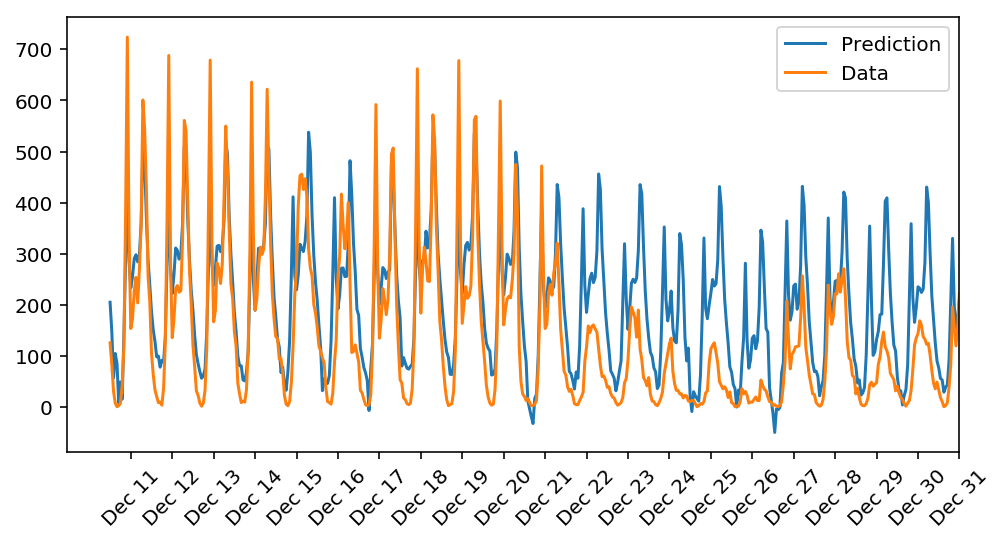 Prediction
Data
700
600
500
400
300
200
100
0
Dec 11
Dec 12
Dec 13
Dec 14
Dec 15
Dec 16
Dec 17
Dec 18
Dec 19
Dec 20
Dec 21
Dec 22
Dec 23
Dec 24
Dec 25
Dec 26
Dec 27
Dec 28
Dec 29
Dec 30
Dec 31